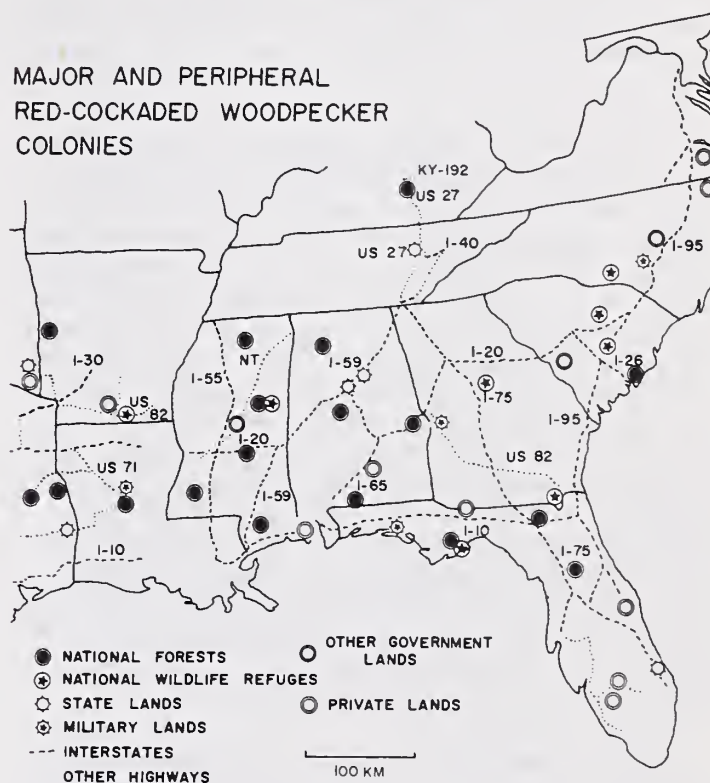 MAJOR AND PERIPHERAL
RED-COCKADED WOODPECKER
COLONIES
KY-192
US 27
US 27
I-40
I-95
I-30
US
82
I-55
NT
I-59
I-20
I-75
I-26
I-20
US 71
I-59
I-65
I-95
US 82
I-10
I-10
I-75
NATIONAL FORESTS
NATIONAL WILDLIFE REFUGES
STATE LANDS
MILITARY LANDS
INTERSTATES
OTHER HIGHWAYS
OTHER GOVERNMENT
LANDS
PRIVATE LANDS
100 KM